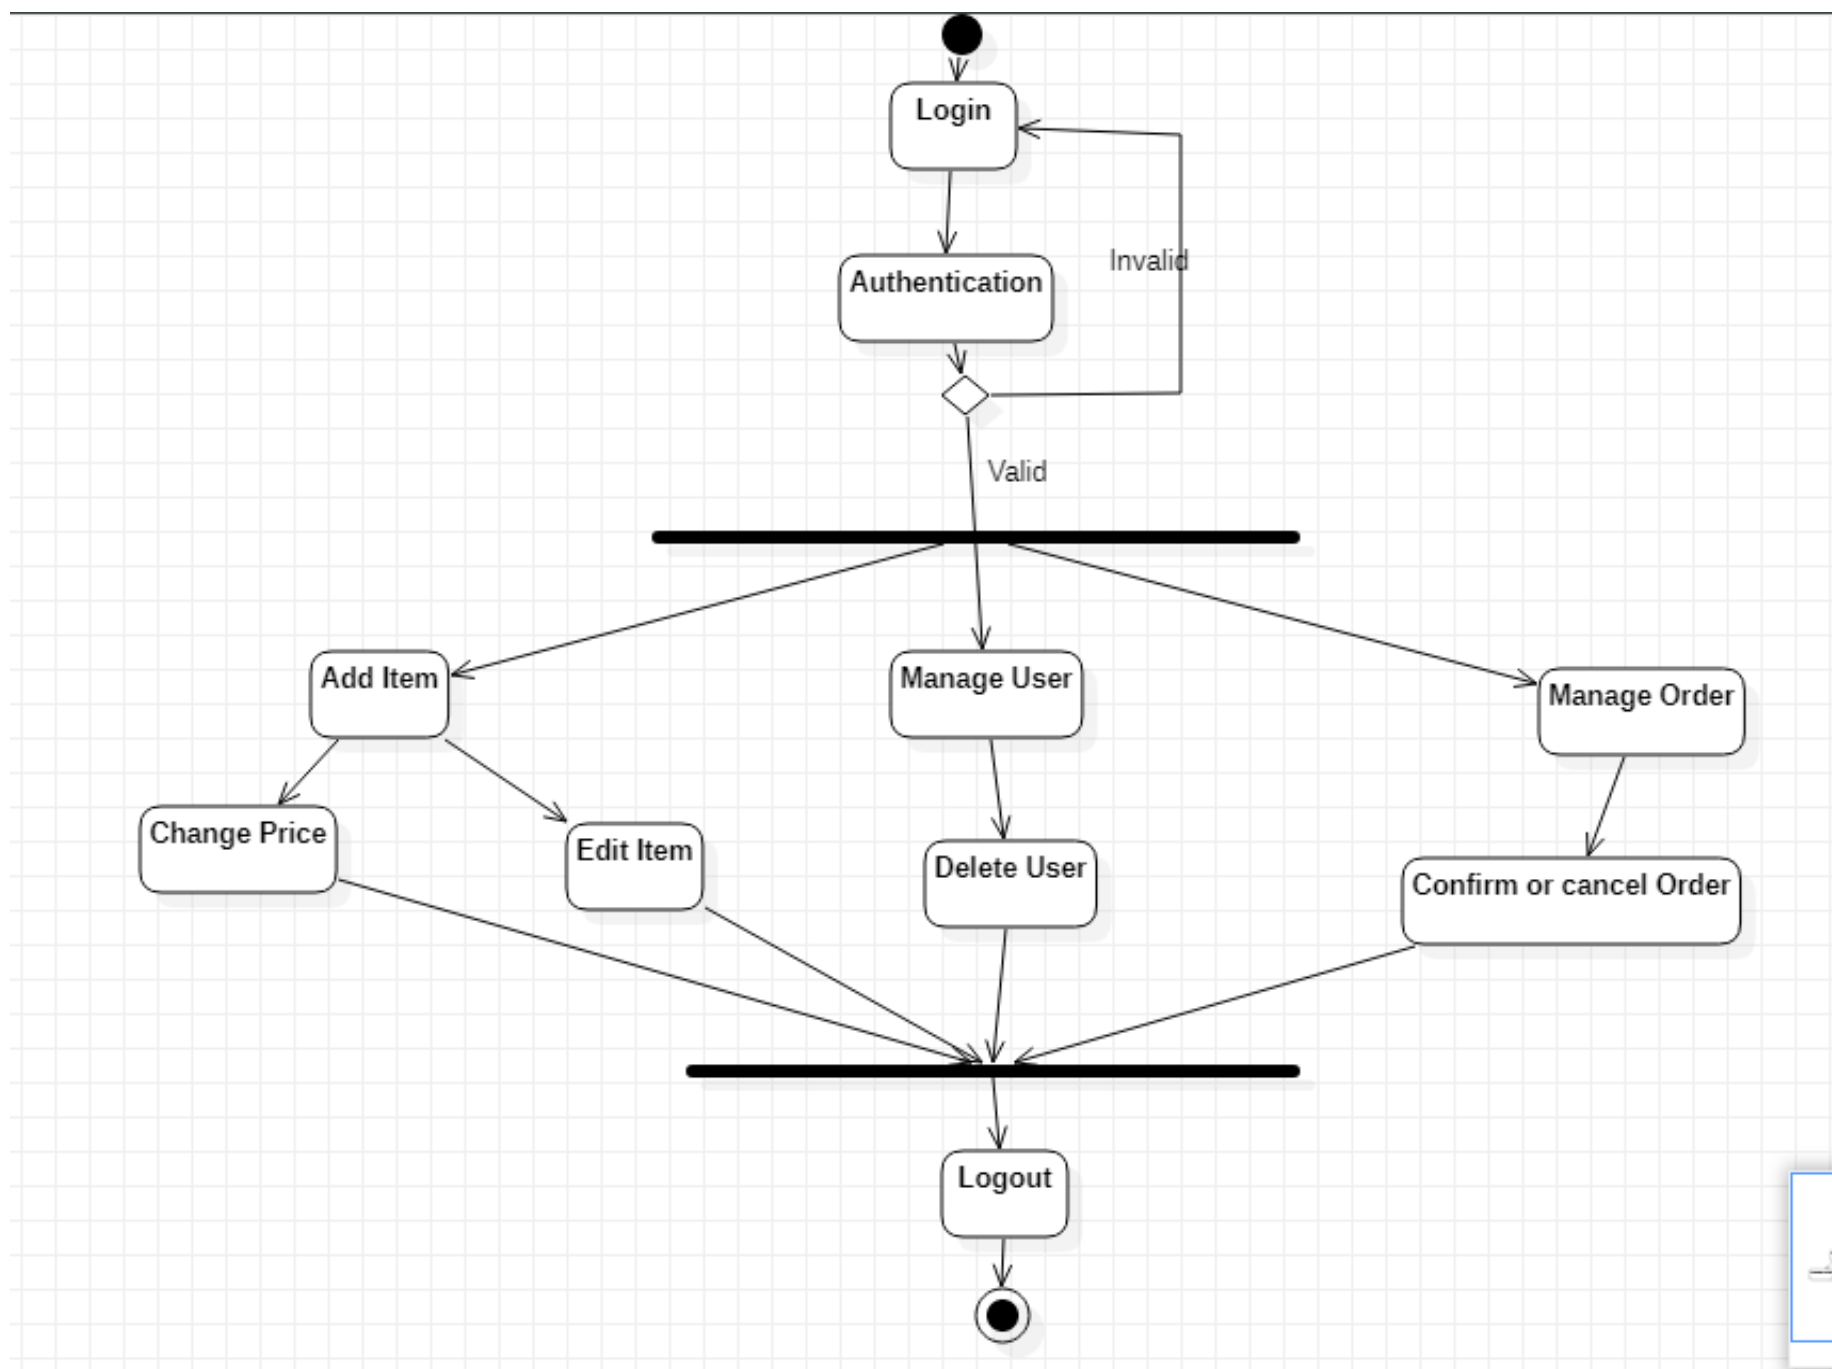 Login
Invalid
Authentication
Valid
Add Item
Manage User
Manage Order
Change Price
Edit Item
Delete User
Confirm or cancel Order
Logout